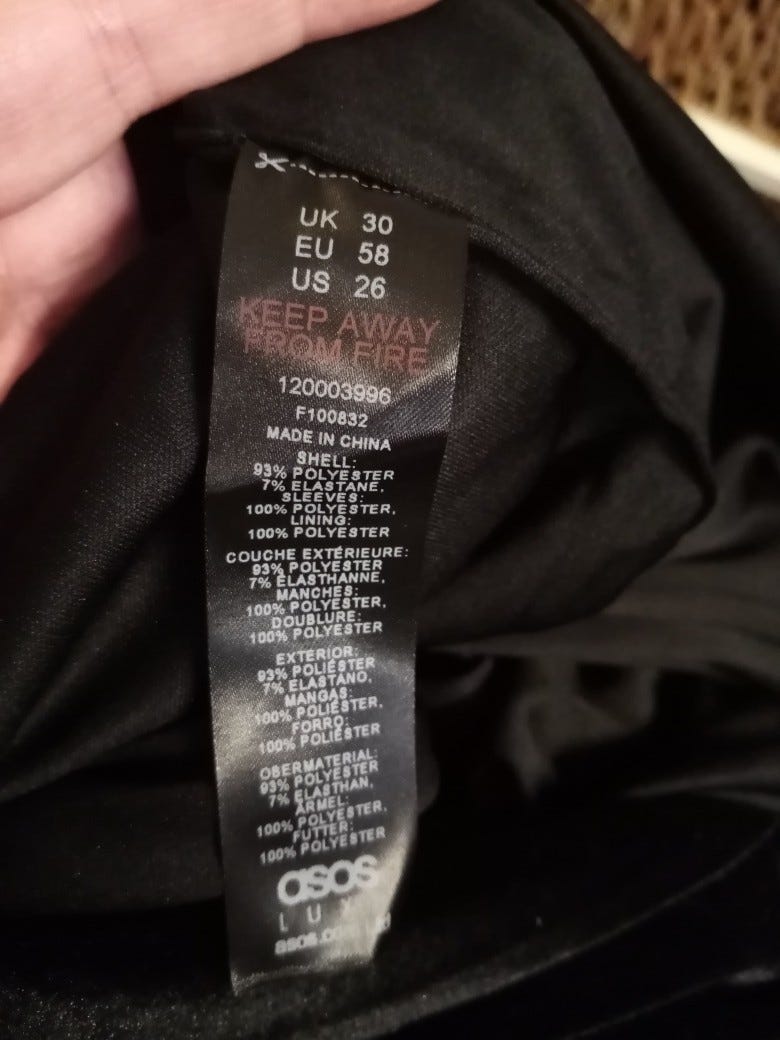 UK 30
EU 58
US 26
KEEP AWAY
FROM FIRE
120003996
F100832
MADE IN CHINA
SHELL:
93% POLYESTER
7% ELASTANE,
SLEEVES:
100% POLYESTER,
LINING:
100% POLYESTER
COUCHE EXTÉRIEURE:
93% POLYESTER
7% ÉLASTHANNE,
MANCHES:
100% POLYESTER,
DOUBLURE:
100% POLYESTER
EXTERIOR:
93% POLIÉSTER
7% ELASTANO,
MANGAS:
100% POLIÉSTER,
FORRO:
100% POLIÉSTER
OBERMATERIAL:
93% POLYESTER
7% ELASTHAN,
ÄRMEL:
100% POLYESTER,
FUTTER:
100% POLYESTER
asos